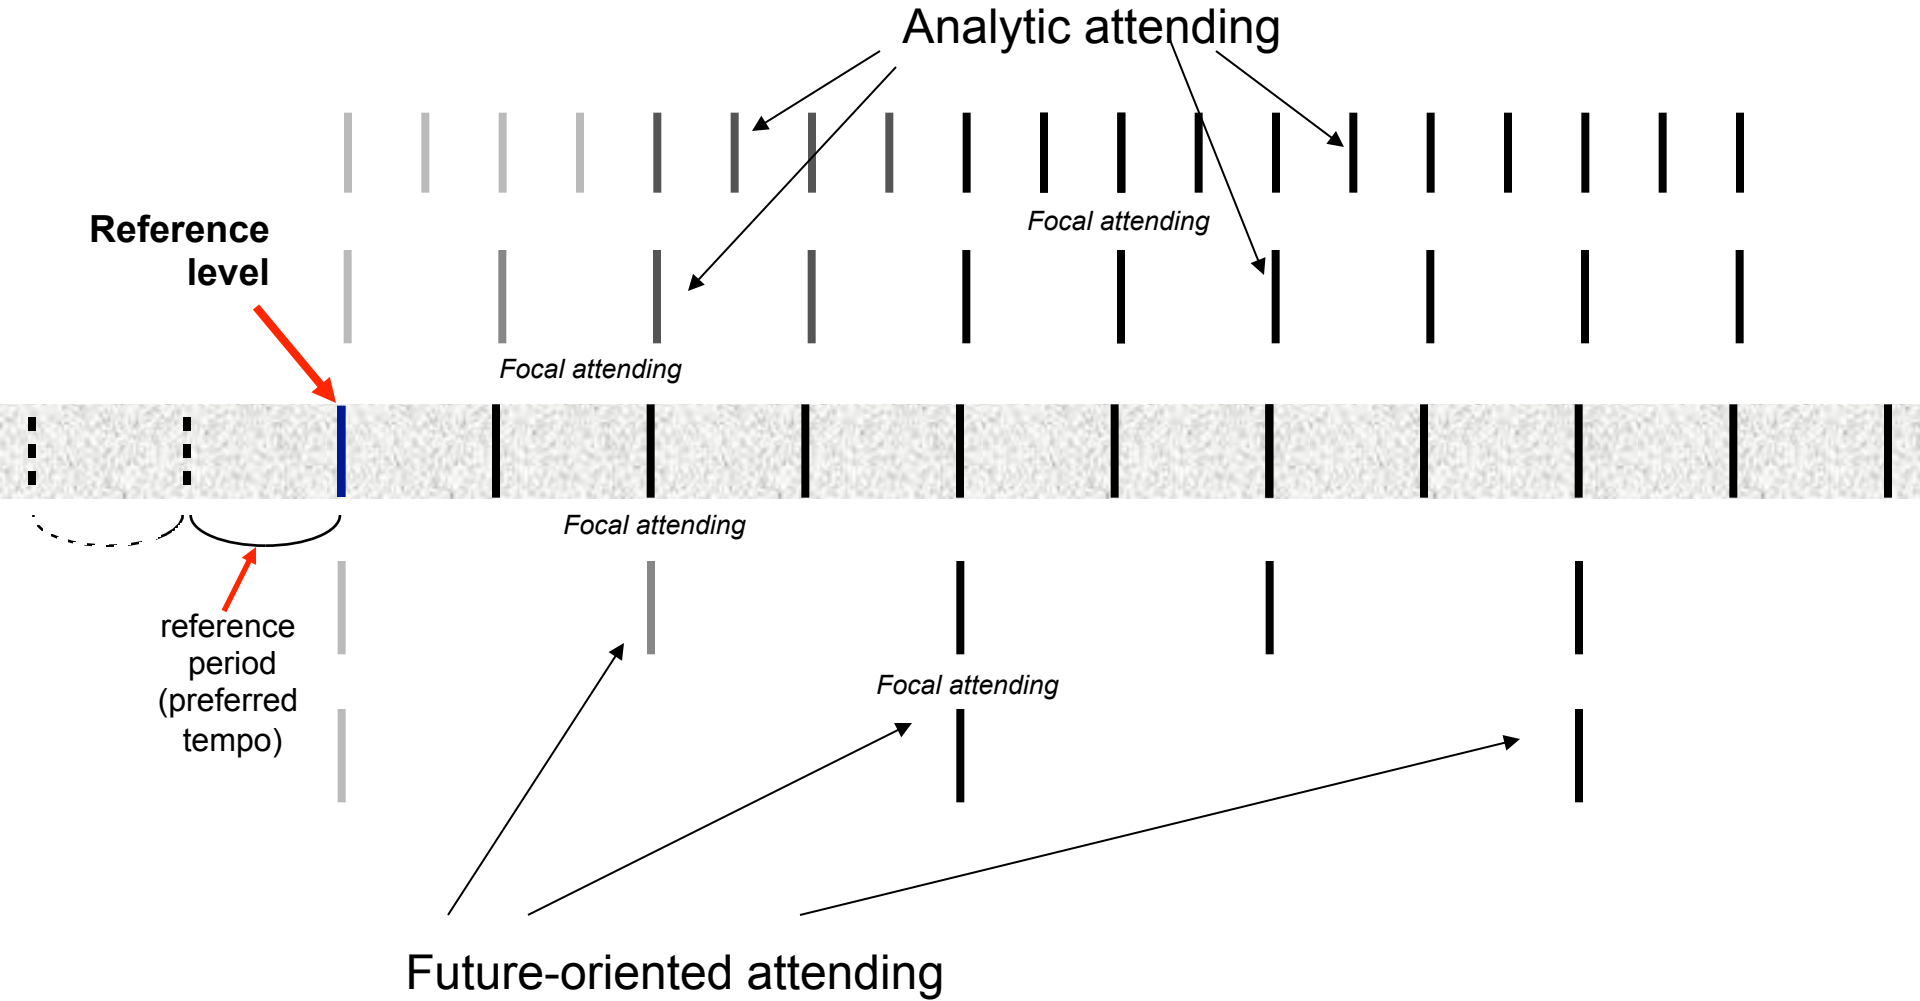 Analytic attending
Focal attending
Reference
level
Focal attending
Focal attending
reference
period
(preferred
tempo)
Focal attending
Future-oriented attending